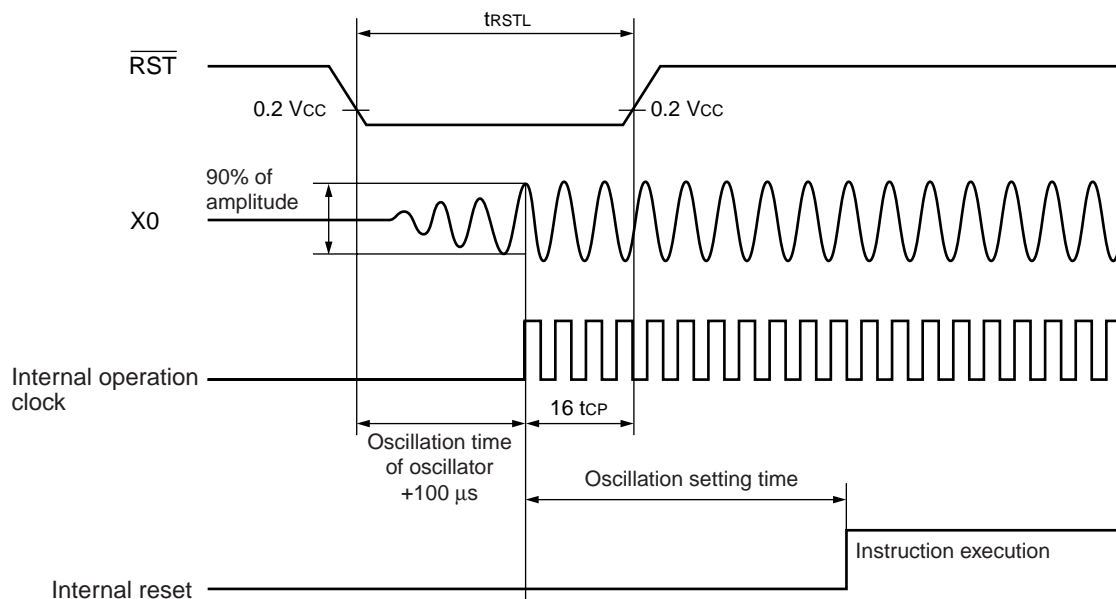 tRSTL
RST
0.2 VCC
0.2 VCC
90% of
amplitude
X0
Internal operation
clock
16 tCP
Oscillation time
of oscillator
+100 μs
Oscillation setting time
Instruction execution
Internal reset